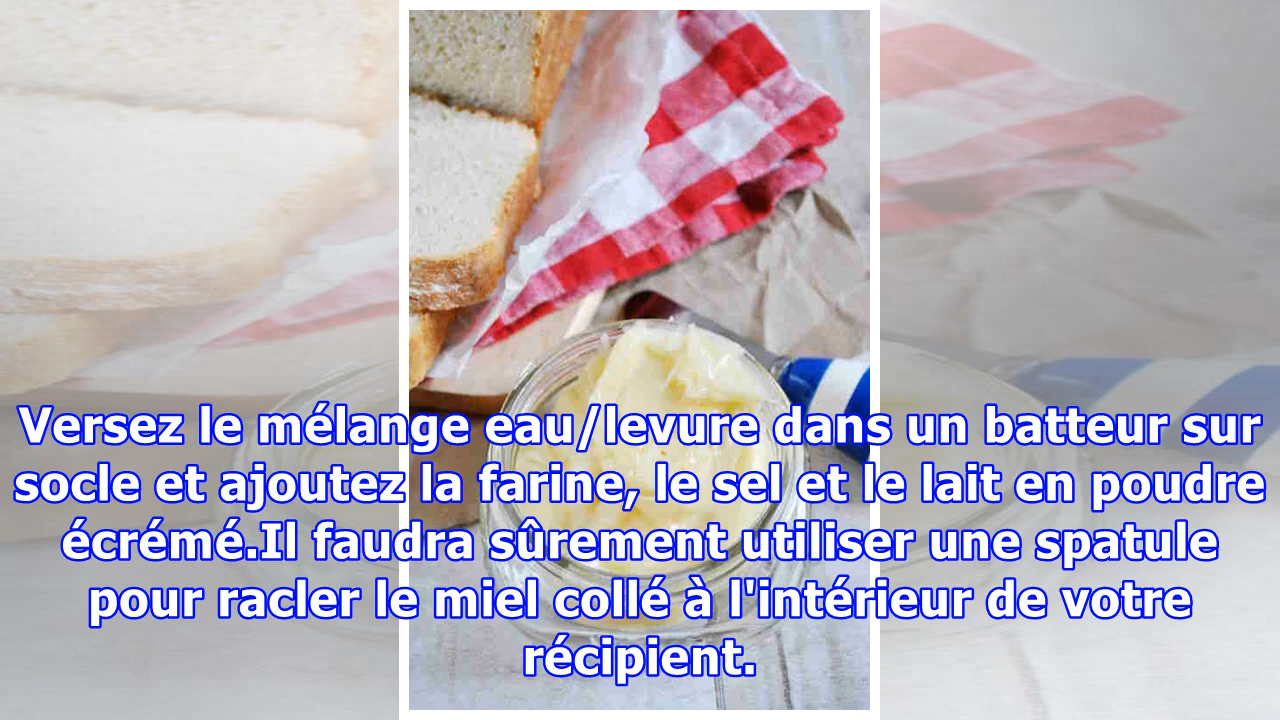 Versez le mélange eau/levure dans un batteur sur
socle et ajoutez la farine, le sel et le lait en poudre
écrémé.Il faudra sûrement utiliser une spatule
pour racler le miel collé à l'intérieur de votre
récipient.